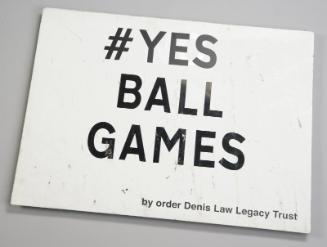 #YES
BALL
GAMES
by order Denis Law Legacy Trust